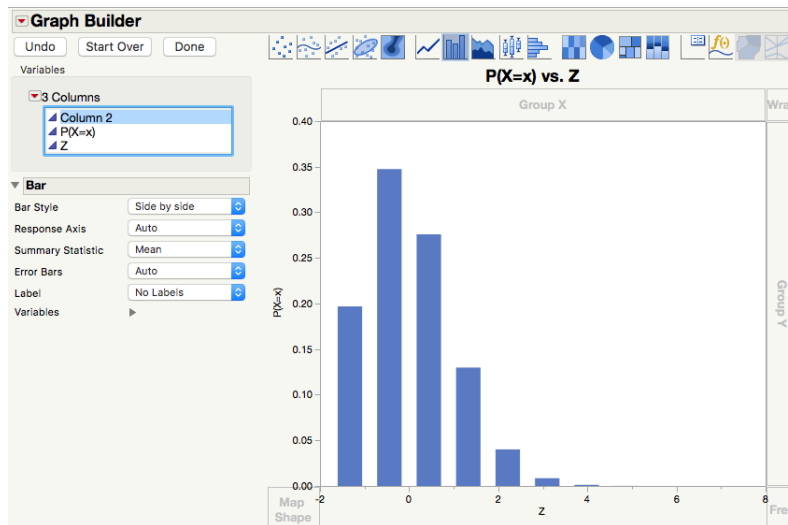 Graph Builder
Undo Start Over Done
Variables
3 Columns
Column 2
P(X=x)
Z
Bar
Bar Style Side by side
Response Axis Auto
Summary Statistic Mean
Error Bars Auto
Label No Labels
Variables
P(X=x) vs. Z
Group X
Wra
0.40
0.35
0.30
0.25
0.20
0.15
0.10
0.05
0.00
P(X=x)
Group Y
Map
Shape
-2 0 2 4 6 8
Z
Fre